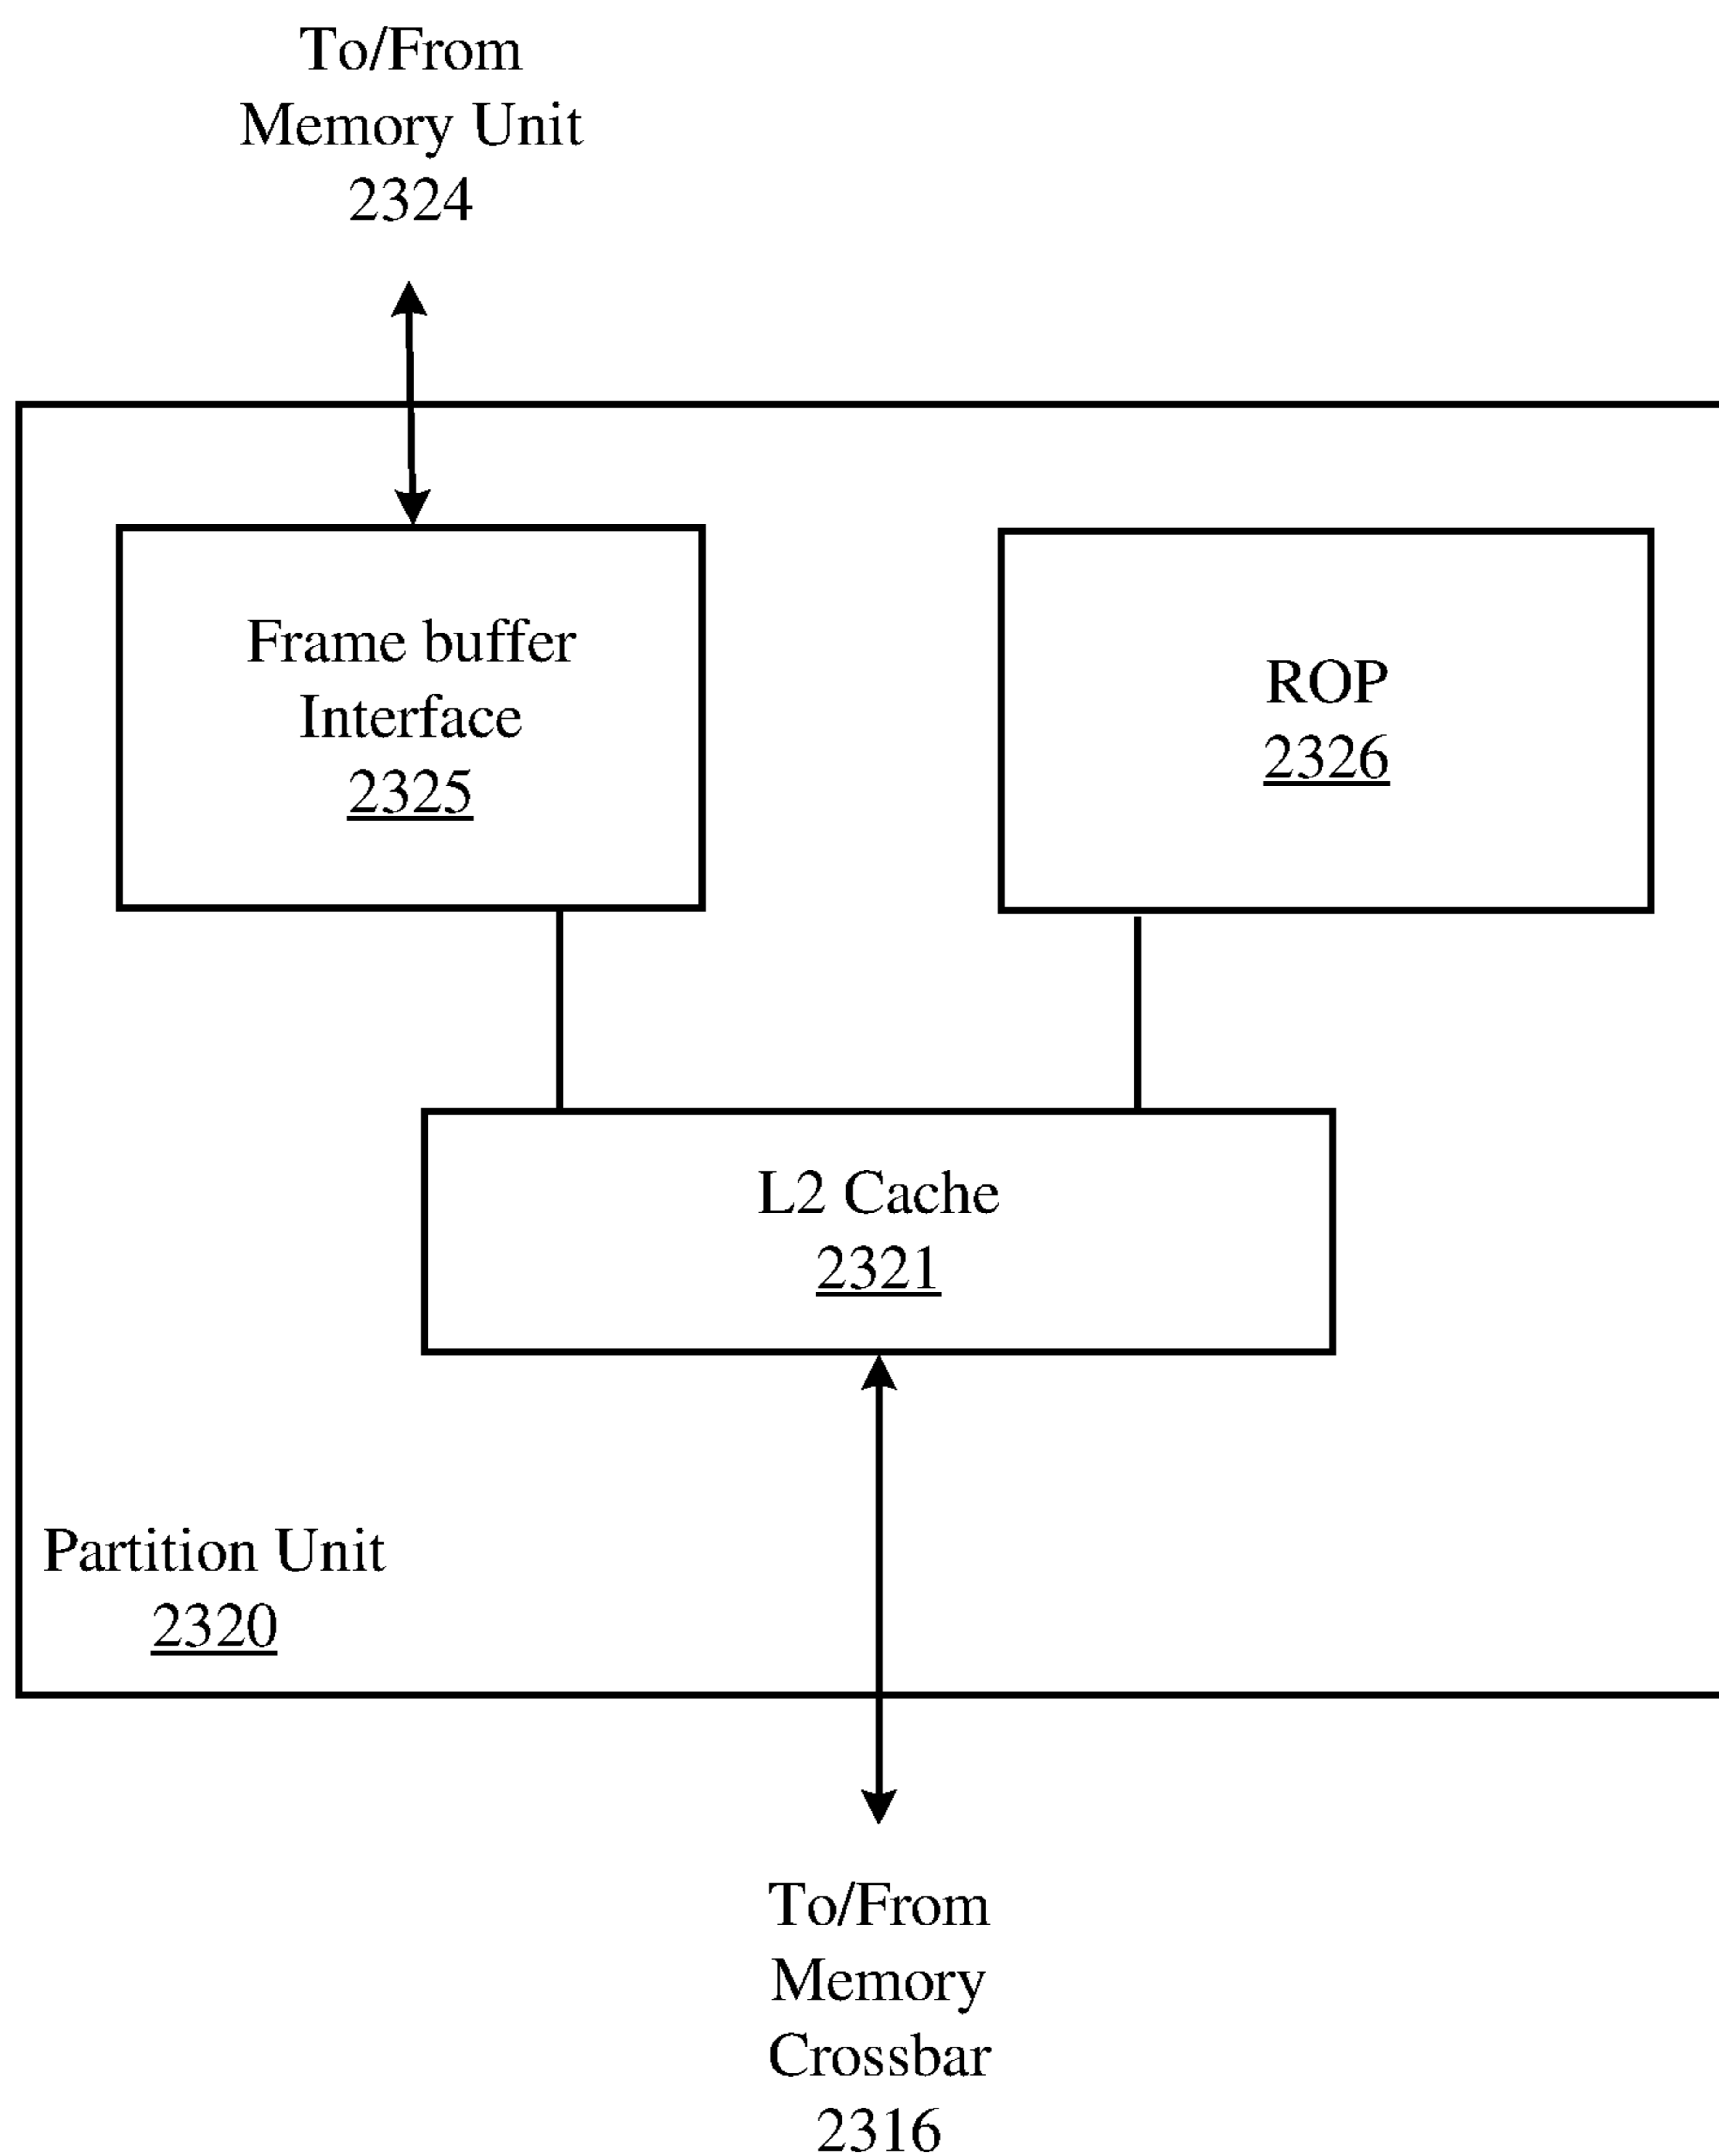 To/From
Memory Unit
2324
Frame buffer
Interface
2325
ROP
2326
L2 Cache
2321
Partition Unit
2320
To/From
Memory
Crossbar
2316